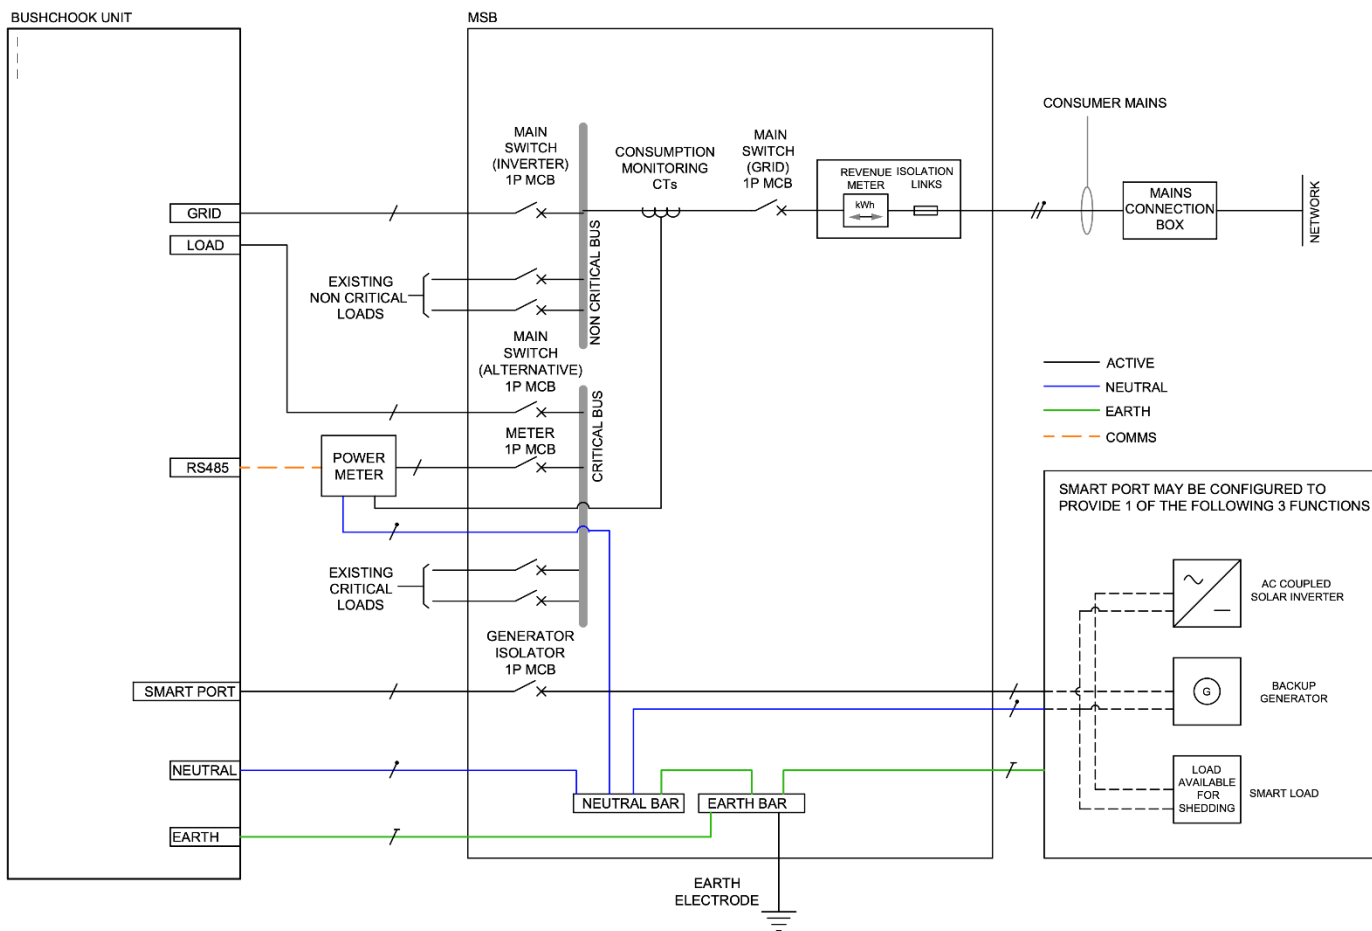 BUSHCHOOK UNIT
MSB
CONSUMER MAINS
MAIN
SWITCH
(INVERTER)
1P MCB
CONSUMPTION
MONITORING
CTs
MAIN
SWITCH
(GRID)
1P MCB
REVENUE
METER
ISOLATION
LINKS
kWh
MAINS
CONNECTION
BOX
NETWORK
GRID
LOAD
EXISTING
NON CRITICAL
LOADS
NON CRITICAL BUS
MAIN
SWITCH
(ALTERNATIVE)
1P MCB
CRITICAL BUS
METER
1P MCB
RS485
POWER
METER
EXISTING
CRITICAL
LOADS
GENERATOR
ISOLATOR
1P MCB
SMART PORT
NEUTRAL
EARTH
NEUTRAL BAR
EARTH BAR
EARTH
ELECTRODE
ACTIVE
NEUTRAL
EARTH
COMMS
SMART PORT MAY BE CONFIGURED TO
PROVIDE 1 OF THE FOLLOWING 3 FUNCTIONS
AC COUPLED
SOLAR INVERTER
G
BACKUP
GENERATOR
LOAD
AVAILABLE
FOR
SHEDDING
SMART LOAD